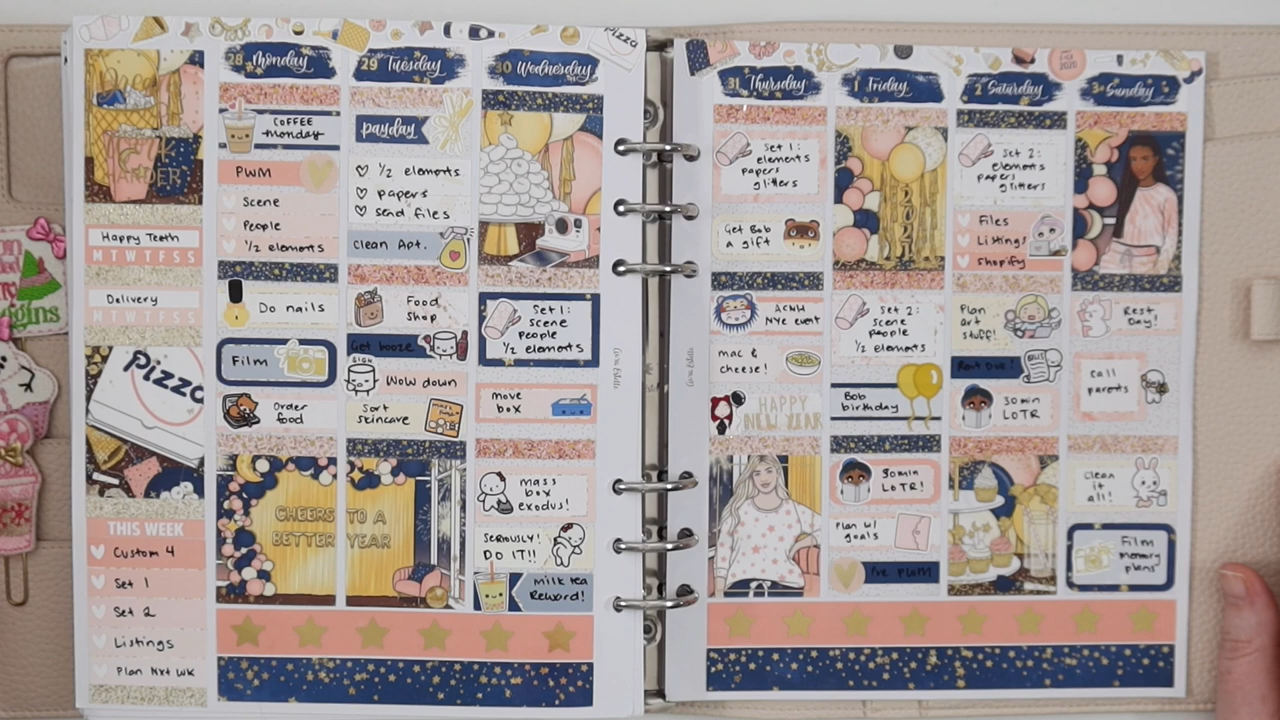 Happy Teeth
M T W T F S S
Delivery
M T W T F S S
Pizza
THIS WEEK
Custom 4
Set 1
Set 2
Listings
Plan Nxt Wk
28 Monday
COFFEE
monday
PWM
Scene
People
1/2 elements
Do nails
Film
Order
food
CHEERS TO A
BETTER YEAR
29 Tuesday
payday
1/2 elements
papers
send files
Clean Apt.
Food
Shop
Get booze
SIGH
Wow down
Sort
skincare
30 Wednesday
Set 1:
scene
people
1/2 elements
move
box
mass
box
exodus!
SERIOUSLY!
DO IT!!
Milk tea
Reward!
Pizza
31 Thursday
Set 1:
elements
papers
glitters
Get Bob
a gift
ACNH
NYE event
mac &
cheese!
HAPPY
NEW YEAR
1 Friday
2021
Set 2:
scene
people
1/2 elements
Bob
birthday
30min
LOTR!
Plan w/
goals
2 Saturday
Set 2:
elements
papers
glitters
Files
Listings
Shopify
Plan
art
stuff!
Rent Due!
BILLS
30min
LOTR
3 Sunday
Rest
Day!
Call
parents
Clean
it
all!
Film
memory
plans